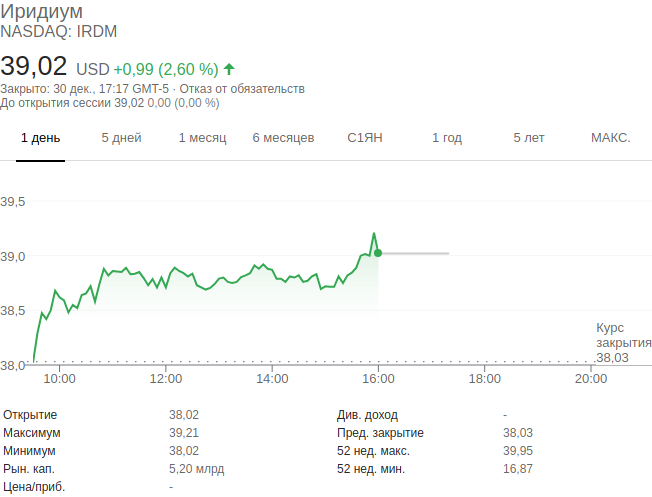 Иридиум
NASDAQ: IRDM
39,02 USD +0,99 (2,60 %)
Закрыто: 30 дек., 17:17 GMT-5 · Отказ от обязательств
До открытия сессии 39,02 0,00 (0,00 %)
1 день 5 дней 1 месяц 6 месяцев С1ЯН 1 год 5 лет МАКС.
39,5
39,0
38,5
Курс
закрытия
38,03
38,0
10:00 12:00 14:00 16:00 18:00 20:00
Открытие 38,02 Див. доход -
Максимум 39,21 Пред. закрытие 38,03
Минимум 38,02 52 нед. макс. 39,95
Рын. кап. 5,20 млрд 52 нед. мин. 16,87
Цена/приб. -